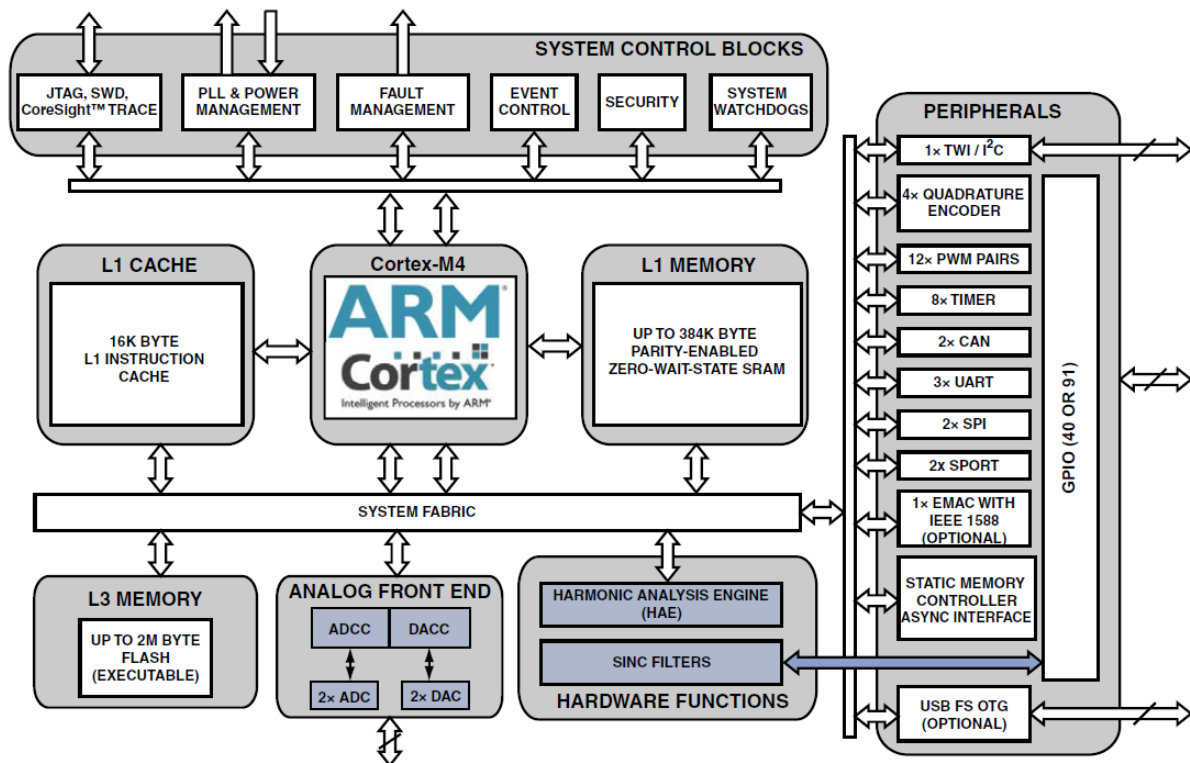 SYSTEM CONTROL BLOCKS
JTAG, SWD,
CoreSight™ TRACE
PLL & POWER
MANAGEMENT
FAULT
MANAGEMENT
EVENT
CONTROL
SECURITY
SYSTEM
WATCHDOGS
L1 CACHE
16K BYTE
L1 INSTRUCTION
CACHE
Cortex-M4
ARM®
Cortex
Intelligent Processors by ARM®
L1 MEMORY
UP TO 384K BYTE
PARITY-ENABLED
ZERO-WAIT-STATE SRAM
SYSTEM FABRIC
L3 MEMORY
UP TO 2M BYTE
FLASH
(EXECUTABLE)
ANALOG FRONT END
ADCC
DACC
2× ADC
2× DAC
HARMONIC ANALYSIS ENGINE
(HAE)
SINC FILTERS
HARDWARE FUNCTIONS
PERIPHERALS
1× TWI / I²C
4× QUADRATURE
ENCODER
12× PWM PAIRS
8× TIMER
2× CAN
3× UART
2× SPI
2x SPORT
1× EMAC WITH
IEEE 1588
(OPTIONAL)
STATIC MEMORY
CONTROLLER
ASYNC INTERFACE
USB FS OTG
(OPTIONAL)
GPIO (40 OR 91)